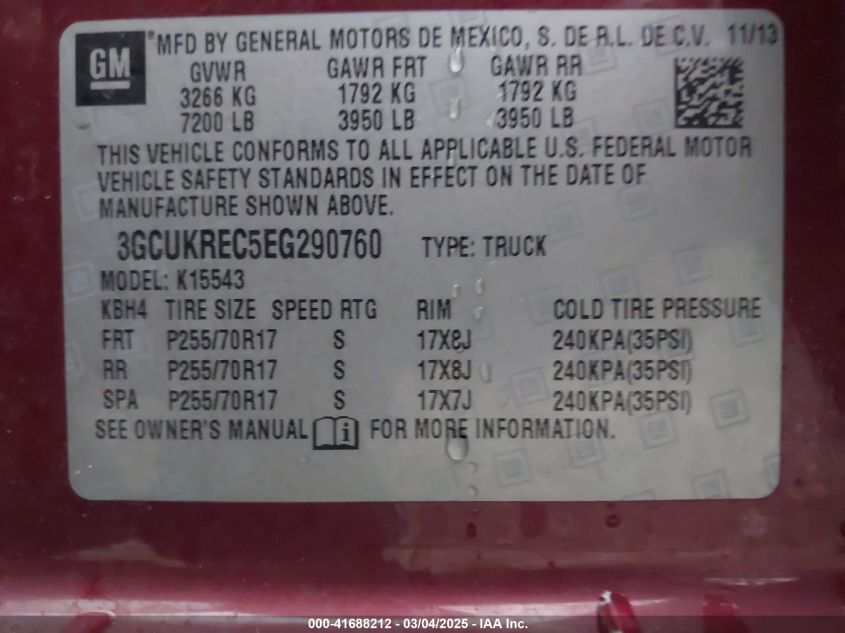 GM *MFD BY GENERAL MOTORS DE MEXICO, S. DE R.L. DE C.V. 11/13
GVWR GAWR FRT GAWR RR
3266 KG 1792 KG 1792 KG
7200 LB 3950 LB 3950 LB
THIS VEHICLE CONFORMS TO ALL APPLICABLE U.S. FEDERAL MOTOR
VEHICLE SAFETY STANDARDS IN EFFECT ON THE DATE OF
MANUFACTURE SHOWN ABOVE.
3GCUKREC5EG290760 TYPE: TRUCK
MODEL: K15543
KBH4 TIRE SIZE SPEED RTG RIM COLD TIRE PRESSURE
FRT P255/70R17 S 17X8J 240KPA(35PSI)
RR P255/70R17 S 17X8J 240KPA(35PSI)
SPA P255/70R17 S 17X7J 240KPA(35PSI)
SEE OWNER'S MANUAL i FOR MORE INFORMATION.
000-41688212 - 03/04/2025 - IAA Inc.